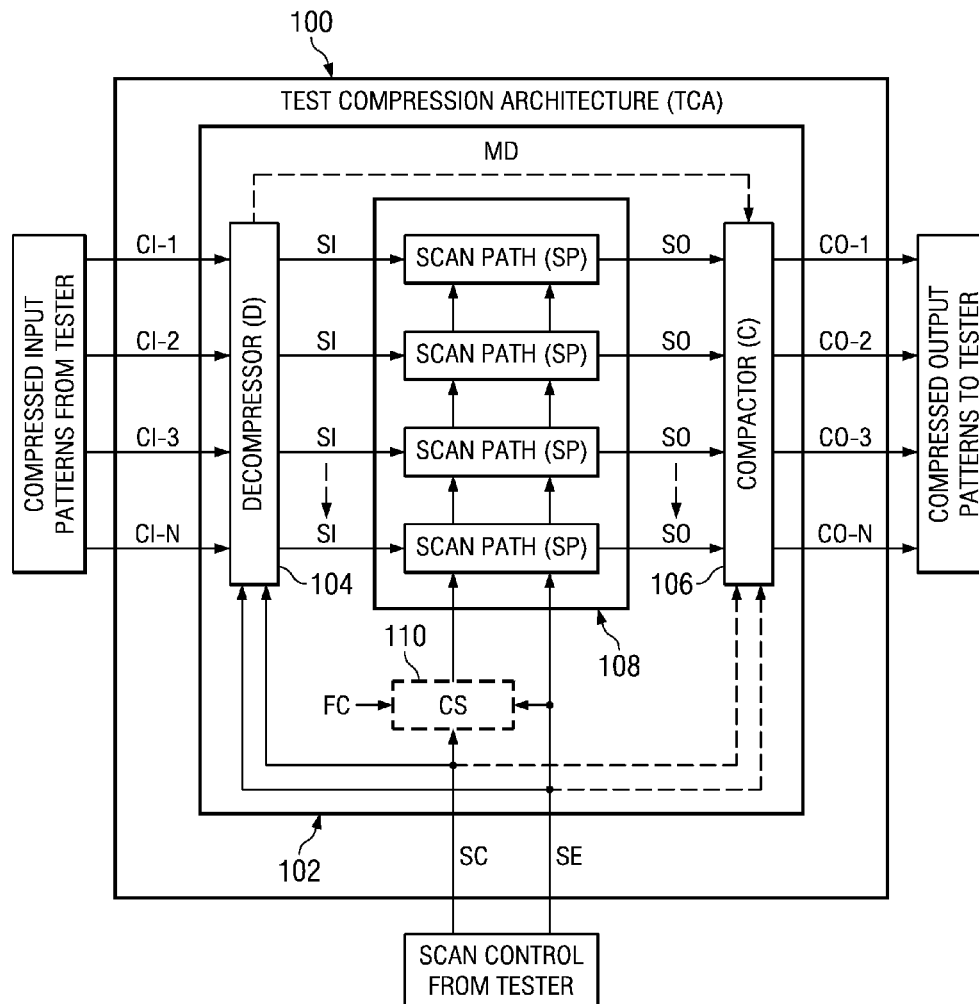 100
TEST COMPRESSION ARCHITECTURE (TCA)
MD
COMPRESSED INPUT
PATTERNS FROM TESTER
CI-1
CI-2
CI-3
CI-N
DECOMPRESSOR (D)
SI
SI
SI
SI
SCAN PATH (SP)
SCAN PATH (SP)
SCAN PATH (SP)
SCAN PATH (SP)
SO
SO
SO
SO
COMPACTOR (C)
CO-1
CO-2
CO-3
CO-N
COMPRESSED OUTPUT
PATTERNS TO TESTER
104
106
108
110
FC
CS
102
SC
SE
SCAN CONTROL
FROM TESTER